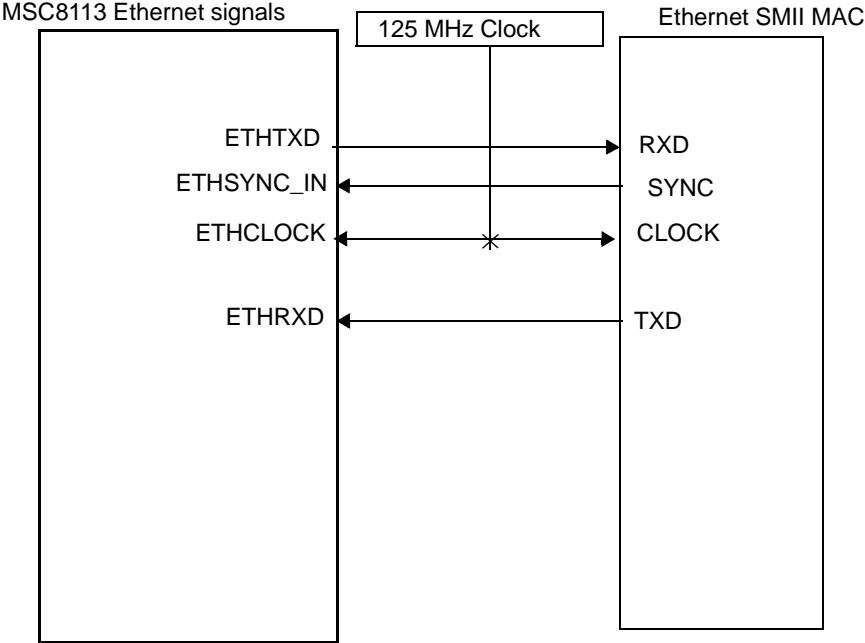 MSC8113 Ethernet signals
125 MHz Clock
Ethernet SMII MAC
ETHTXD
RXD
ETHSYNC_IN
SYNC
ETHCLOCK
CLOCK
ETHRXD
TXD